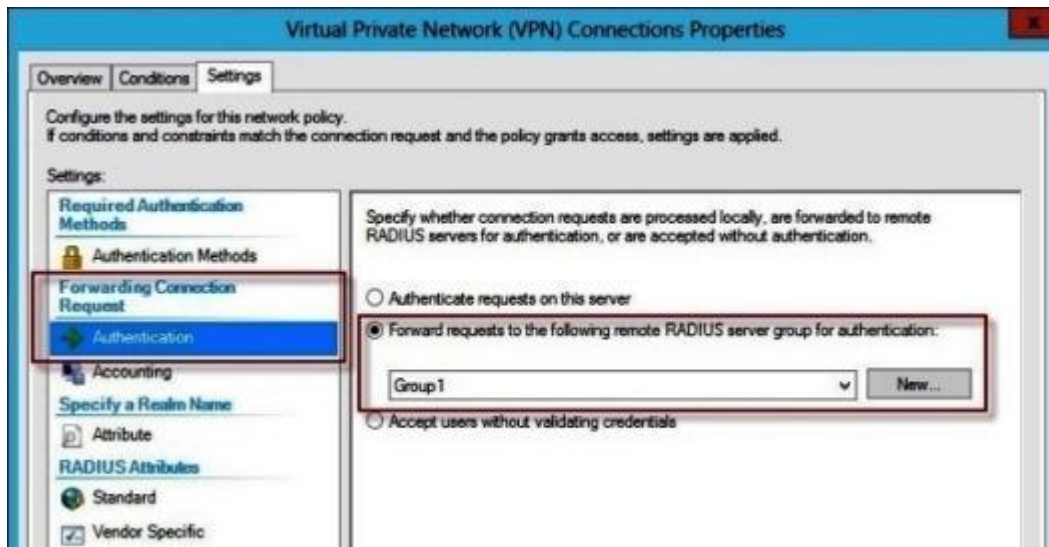 Virtual Private Network (VPN) Connections Properties
x
Overview Conditions Settings
Configure the settings for this network policy.
If conditions and constraints match the connection request and the policy grants access, settings are applied.
Settings:
Required Authentication
Methods
Authentication Methods
Forwarding Connection
Request
Authentication
Accounting
Specify a Realm Name
Attribute
RADIUS Attributes
Standard
Vendor Specific
Specify whether connection requests are processed locally, are forwarded to remote
RADIUS servers for authentication, or are accepted without authentication.
Authenticate requests on this server
Forward requests to the following remote RADIUS server group for authentication:
Group1 New...
Accept users without validating credentials